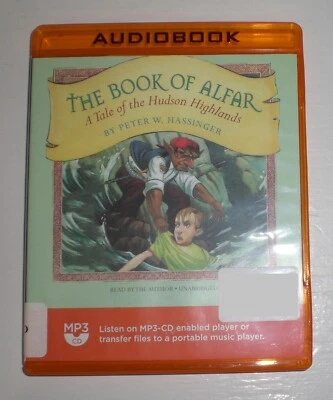 AUDIOBOOK
THE BOOK OF ALFAR
A Tale of the Hudson Highlands
BY PETER W. HASSINGER
READ BY THE AUTHOR • UNABRIDGED
MP3
CD
Listen on MP3-CD enabled player or
transfer files to a portable music player.